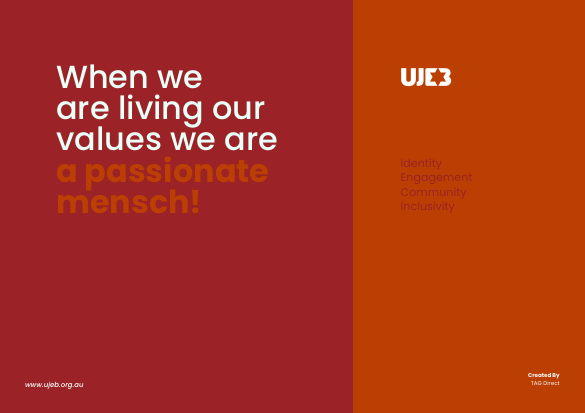 When we
are living our
values we are
a passionate
mensch!
www.ujeb.org.au
UJEB
Identity
Engagement
Community
Inclusivity
Created By
TAG Direct